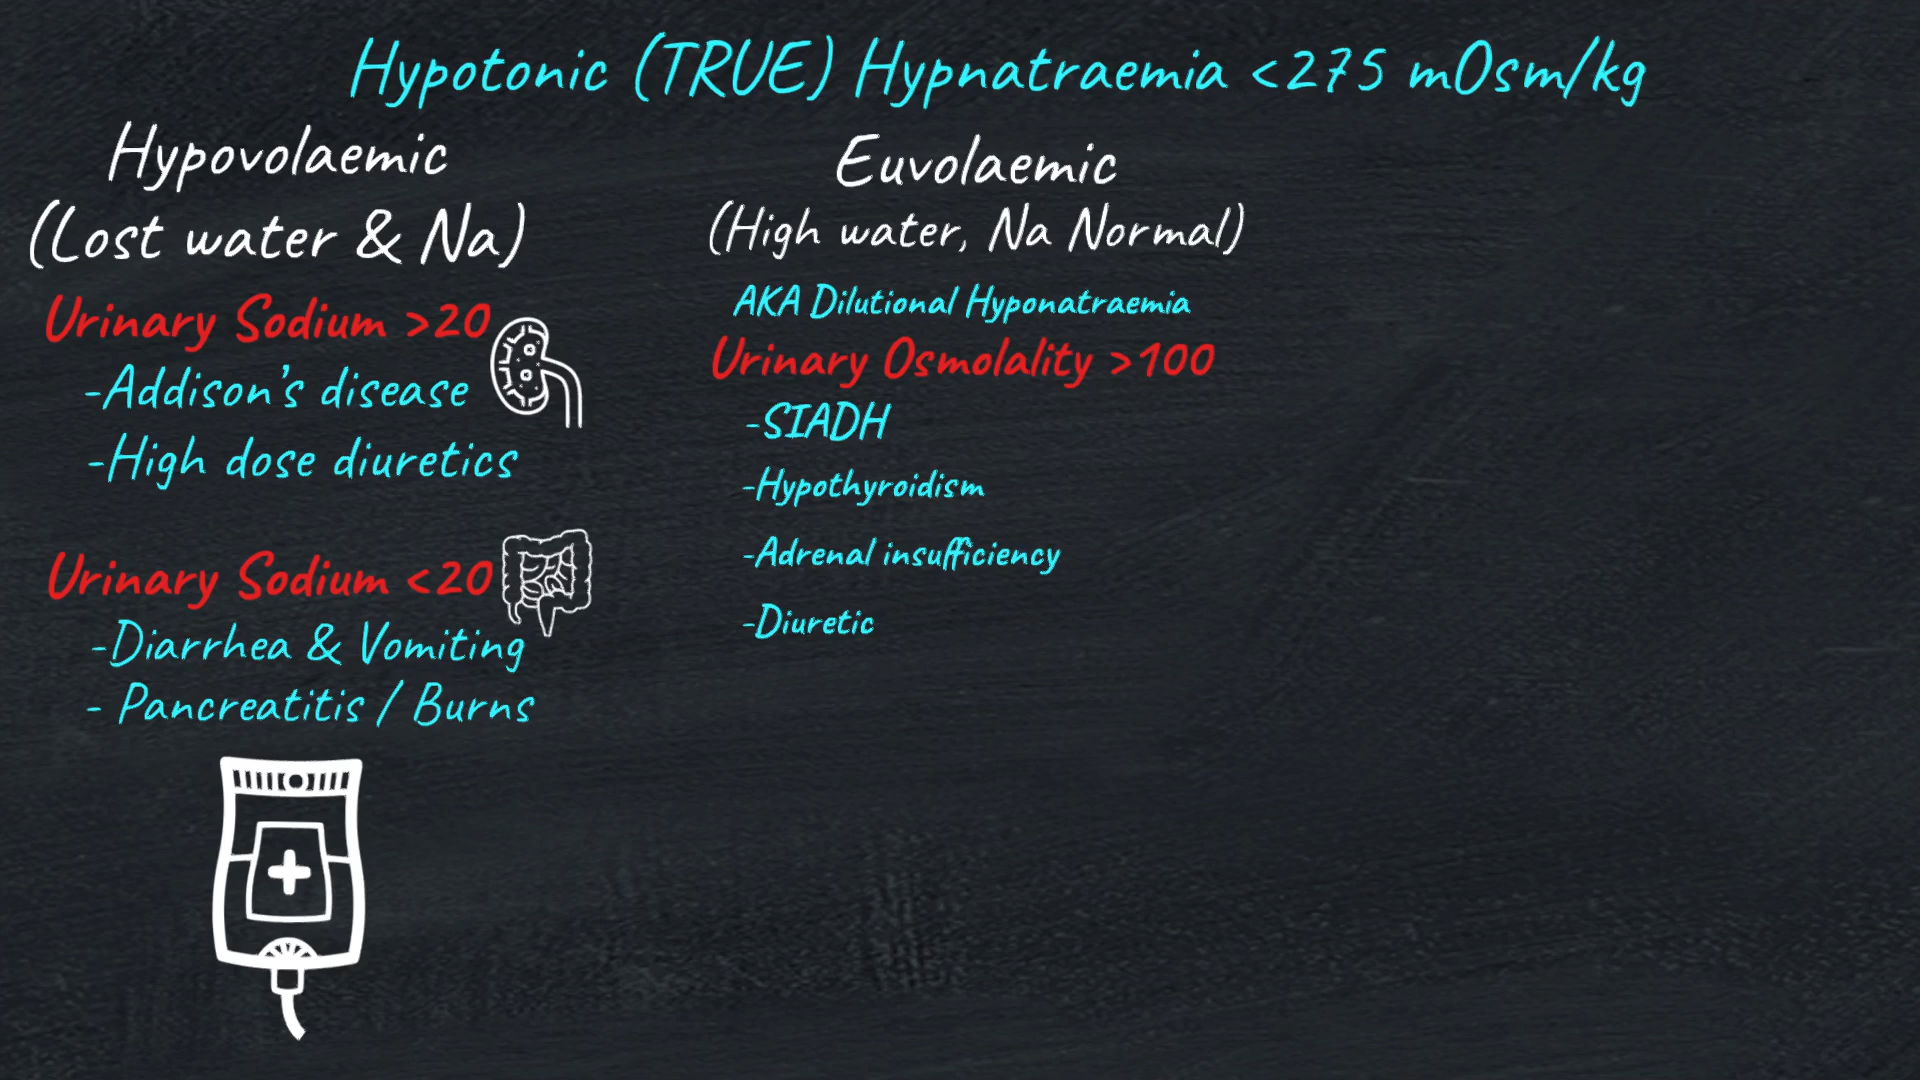 Hypotonic (TRUE) Hypnatraemia <275 mOsm/kg
Hypovolaemic
(Lost water & Na)
Urinary Sodium >20
-Addison's disease
-High dose diuretics
Urinary Sodium <20
-Diarrhea & Vomiting
- Pancreatitis / Burns
Euvolaemic
(High water, Na Normal)
AKA Dilutional Hyponatraemia
Urinary Osmolality >100
-SIADH
-Hypothyroidism
-Adrenal insufficiency
-Diuretic